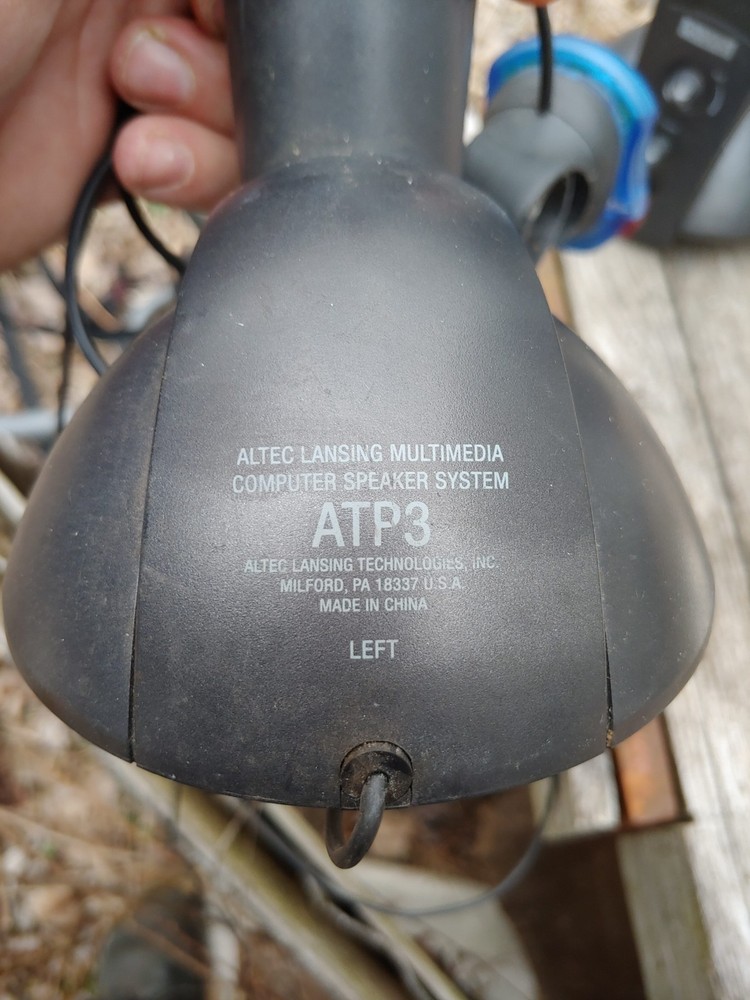 ALTEC LANSING MULTIMEDIA
COMPUTER SPEAKER SYSTEM
ATP3
ALTEC LANSING TECHNOLOGIES, INC.
MILFORD, PA 18337 U.S.A.
MADE IN CHINA
LEFT